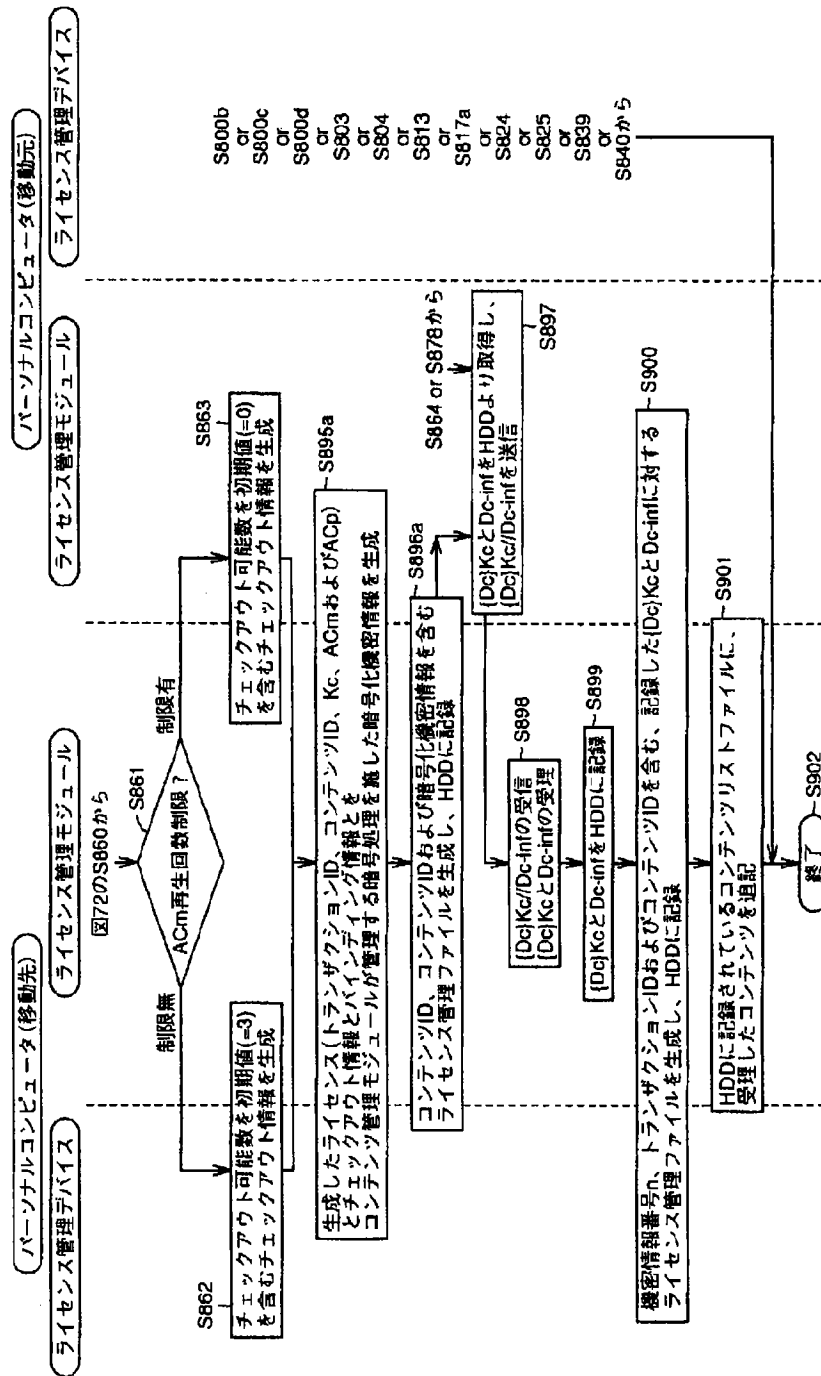 パーソナルコンピュータ(移動先)
パーソナルコンピュータ(移動元)
ライセンス管理デバイス
ライセンス管理モジュール
ライセンス管理モジュール
ライセンス管理デバイス
図72のS860から
S861
ACm再生回数制限?
制限無
制限有
S862
チェックアウト可能数を初期値(=3)
を含むチェックアウト情報を生成
S863
チェックアウト可能数を初期値(=0)
を含むチェックアウト情報を生成
S895a
生成したライセンス(トランザクションID、コンテンツID、Kc、ACmおよびACp)
とチェックアウト情報とバインディング情報とを
コンテンツ管理モジュールが管理する暗号処理を施した暗号化機密情報を生成
S896a
コンテンツID、コンテンツIDおよび暗号化機密情報を含む
ライセンス管理ファイルを生成し、HDDに記録
S864 or S878から
{Dc}KcとDc-infをHDDより取得し、
{Dc}Kc//Dc-infを送信
S897
S898
{Dc}Kc//Dc-infの受信
{Dc}KcとDc-infの受理
S899
{Dc}KcとDc-infをHDDに記録
S900
機密情報番号n、トランザクションIDおよびコンテンツIDを含む、記録した{Dc}KcとDc-infに対する
ライセンス管理ファイルを生成し、HDDに記録
S901
HDDに記録されているコンテンツリストファイルに、
受理したコンテンツを追記
S800b
or
S800c
or
S800d
or
S803
or
S804
or
S813
or
S817a
or
S824
or
S825
or
S839
or
S840から
終了
S902